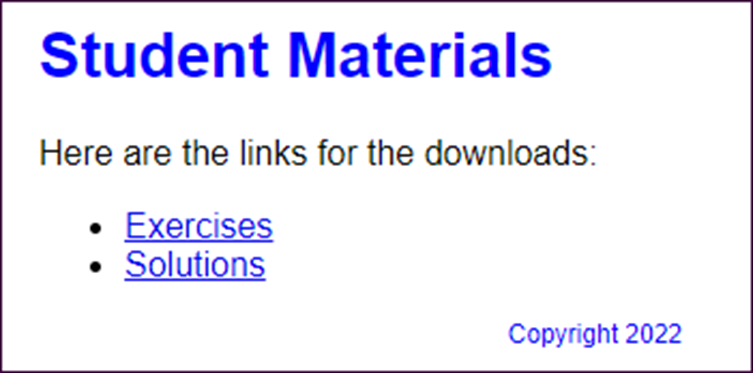 Student Materials
Here are the links for the downloads:
Exercises
Solutions
Copyright 2022